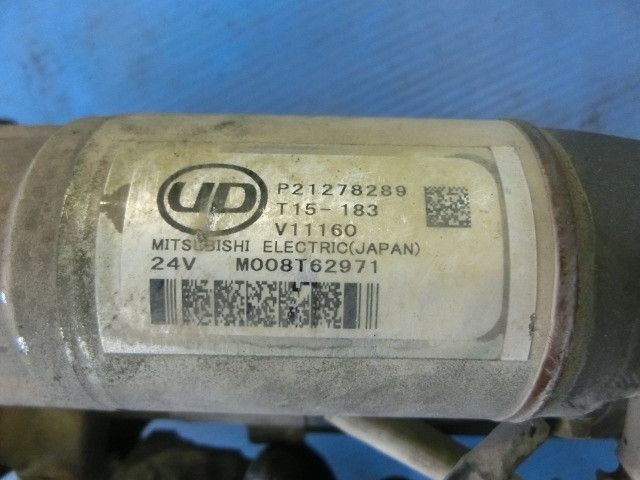 UD
P21278289
T15-183
V11160
MITSUBISHI ELECTRIC(JAPAN)
24V M008T62971